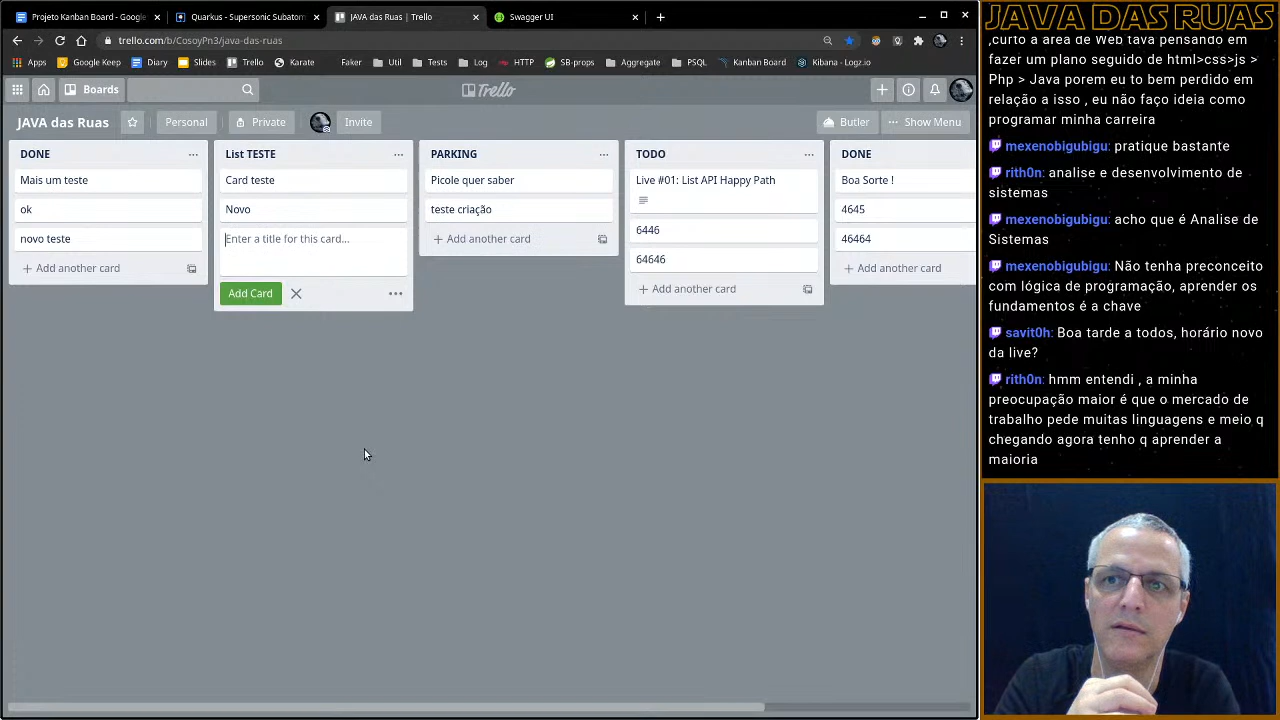 Projeto Kanban Board - Google
Quarkus - Supersonic Subatom
JAVA das Ruas | Trello
Swagger UI
trello.com/b/CosoyPn3/java-das-ruas
Apps
Google Keep
Diary
Slides
Trello
Karate
Faker
Util
Tests
Log
HTTP
SB-props
Aggregate
PSQL
Kanban Board
Kibana - Logz.io
Boards
Trello
JAVA das Ruas
Personal
Private
Invite
Butler
Show Menu
DONE
Mais um teste
ok
novo teste
Add another card
List TESTE
Card teste
Novo
Enter a title for this card...
Add Card
PARKING
Picole quer saber
teste criação
Add another card
TODO
Live #01: List API Happy Path
6446
64646
Add another card
DONE
Boa Sorte !
4645
46464
Add another card
JAVA DAS RUAS
,curto a area de Web tava pensando em
fazer um plano seguido de html>css>js >
Php > Java porem eu to bem perdido em
relação a isso , eu não faço ideia como
programar minha carreira
mexenobigubigu: pratique bastante
rith0n: analise e desenvolvimento de
sistemas
mexenobigubigu: acho que é Analise de
Sistemas
mexenobigubigu: Não tenha preconceito
com lógica de programação, aprender os
fundamentos é a chave
savit0h: Boa tarde a todos, horário novo
da live?
rith0n: hmm entendi , a minha
preocupação maior é que o mercado de
trabalho pede muitas linguagens e meio q
chegando agora tenho q aprender a
maioria